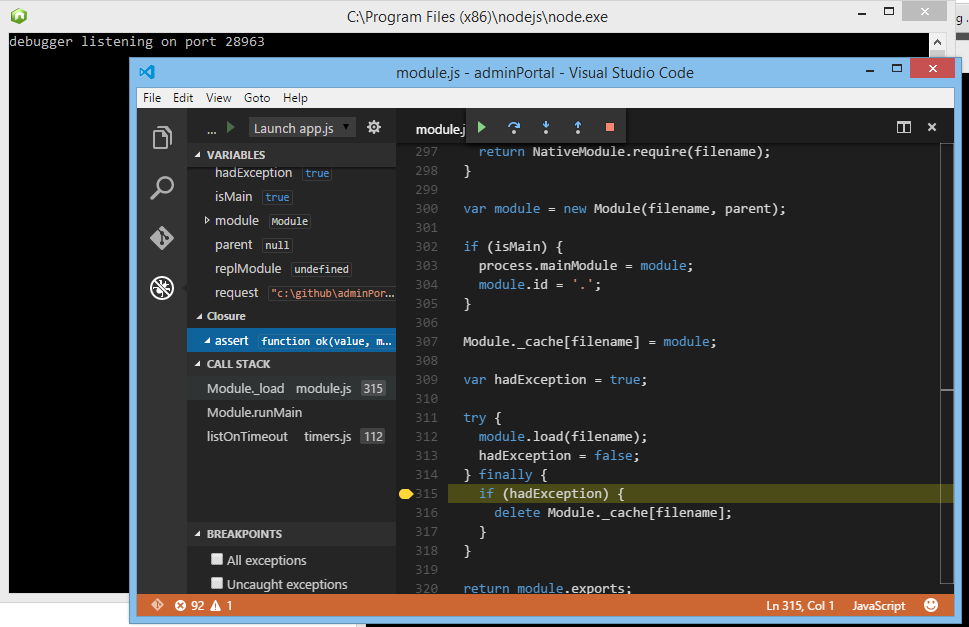 C:\Program Files (x86)\nodejs\node.exe
debugger listening on port 28963
module.js - adminPortal - Visual Studio Code
File Edit View Goto Help
... Launch app.js
VARIABLES
hadException true
isMain true
module Module
parent null
replModule undefined
request "c:\github\adminPor...
Closure
assert function ok(value, m...
CALL STACK
Module._load module.js 315
Module.runMain
listOnTimeout timers.js 112
BREAKPOINTS
All exceptions
Uncaught exceptions
module.j
297 return NativeModule.require(filename);
298 }
299
300 var module = new Module(filename, parent);
301
302 if (isMain) {
303 process.mainModule = module;
304 module.id = '.';
305 }
306
307 Module._cache[filename] = module;
308
309 var hadException = true;
310
311 try {
312 module.load(filename);
313 hadException = false;
314 } finally {
315 if (hadException) {
316 delete Module._cache[filename];
317 }
318 }
319
320 return module.exports;
92 1
Ln 315, Col 1 JavaScript